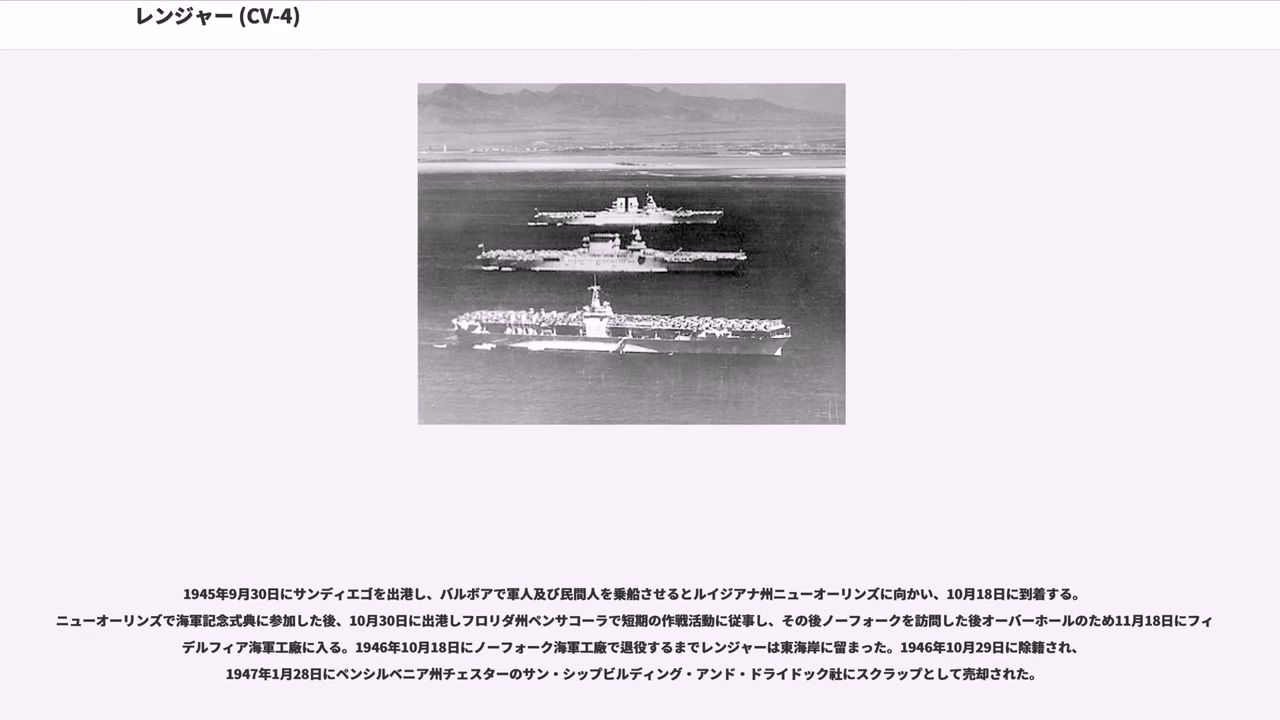 レンジャー (CV-4)
1945年9月30日にサンディエゴを出港し、バルボアで軍人及び民間人を乗船させるとルイジアナ州ニューオーリンズに向かい、10月18日に到着する。
ニューオーリンズで海軍記念式典に参加した後、10月30日に出港しフロリダ州ペンサコーラで短期の作戦活動に従事し、その後ノーフォークを訪問した後オーバーホールのため11月18日にフィ
デルフィア海軍工廠に入る。1946年10月18日にノーフォーク海軍工廠で退役するまでレンジャーは東海岸に留まった。1946年10月29日に除籍され、
1947年1月28日にペンシルベニア州チェスターのサン・シップビルディング・アンド・ドライドック社にスクラップとして売却された。